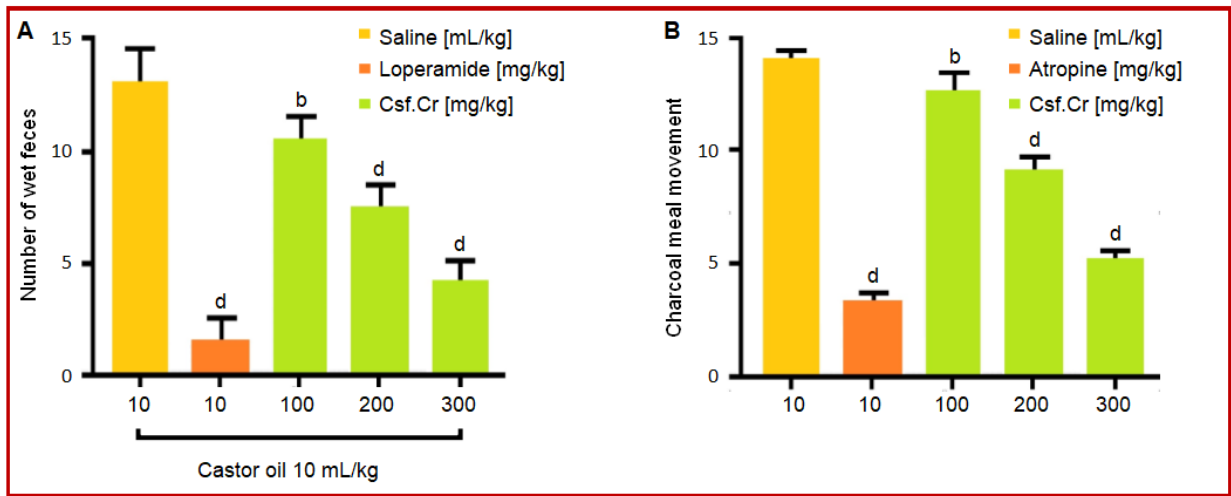 A
15
10
5
0
Number of wet feces
Saline [mL/kg]
Loperamide [mg/kg]
Csf.Cr [mg/kg]
d
b
d
d
10 10 100 200 300
Castor oil 10 mL/kg
B
15
10
5
0
Charcoal meal movement
Saline [mL/kg]
Atropine [mg/kg]
Csf.Cr [mg/kg]
d
b
d
d
10 10 100 200 300